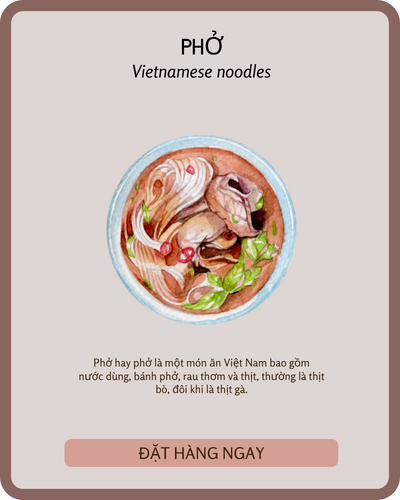 PHỞ
Vietnamese noodles
Phở hay phở là một món ăn Việt Nam bao gồm
nước dùng, bánh phở, rau thơm và thịt, thường là thịt
bò, đôi khi là thịt gà.
ĐẶT HÀNG NGAY